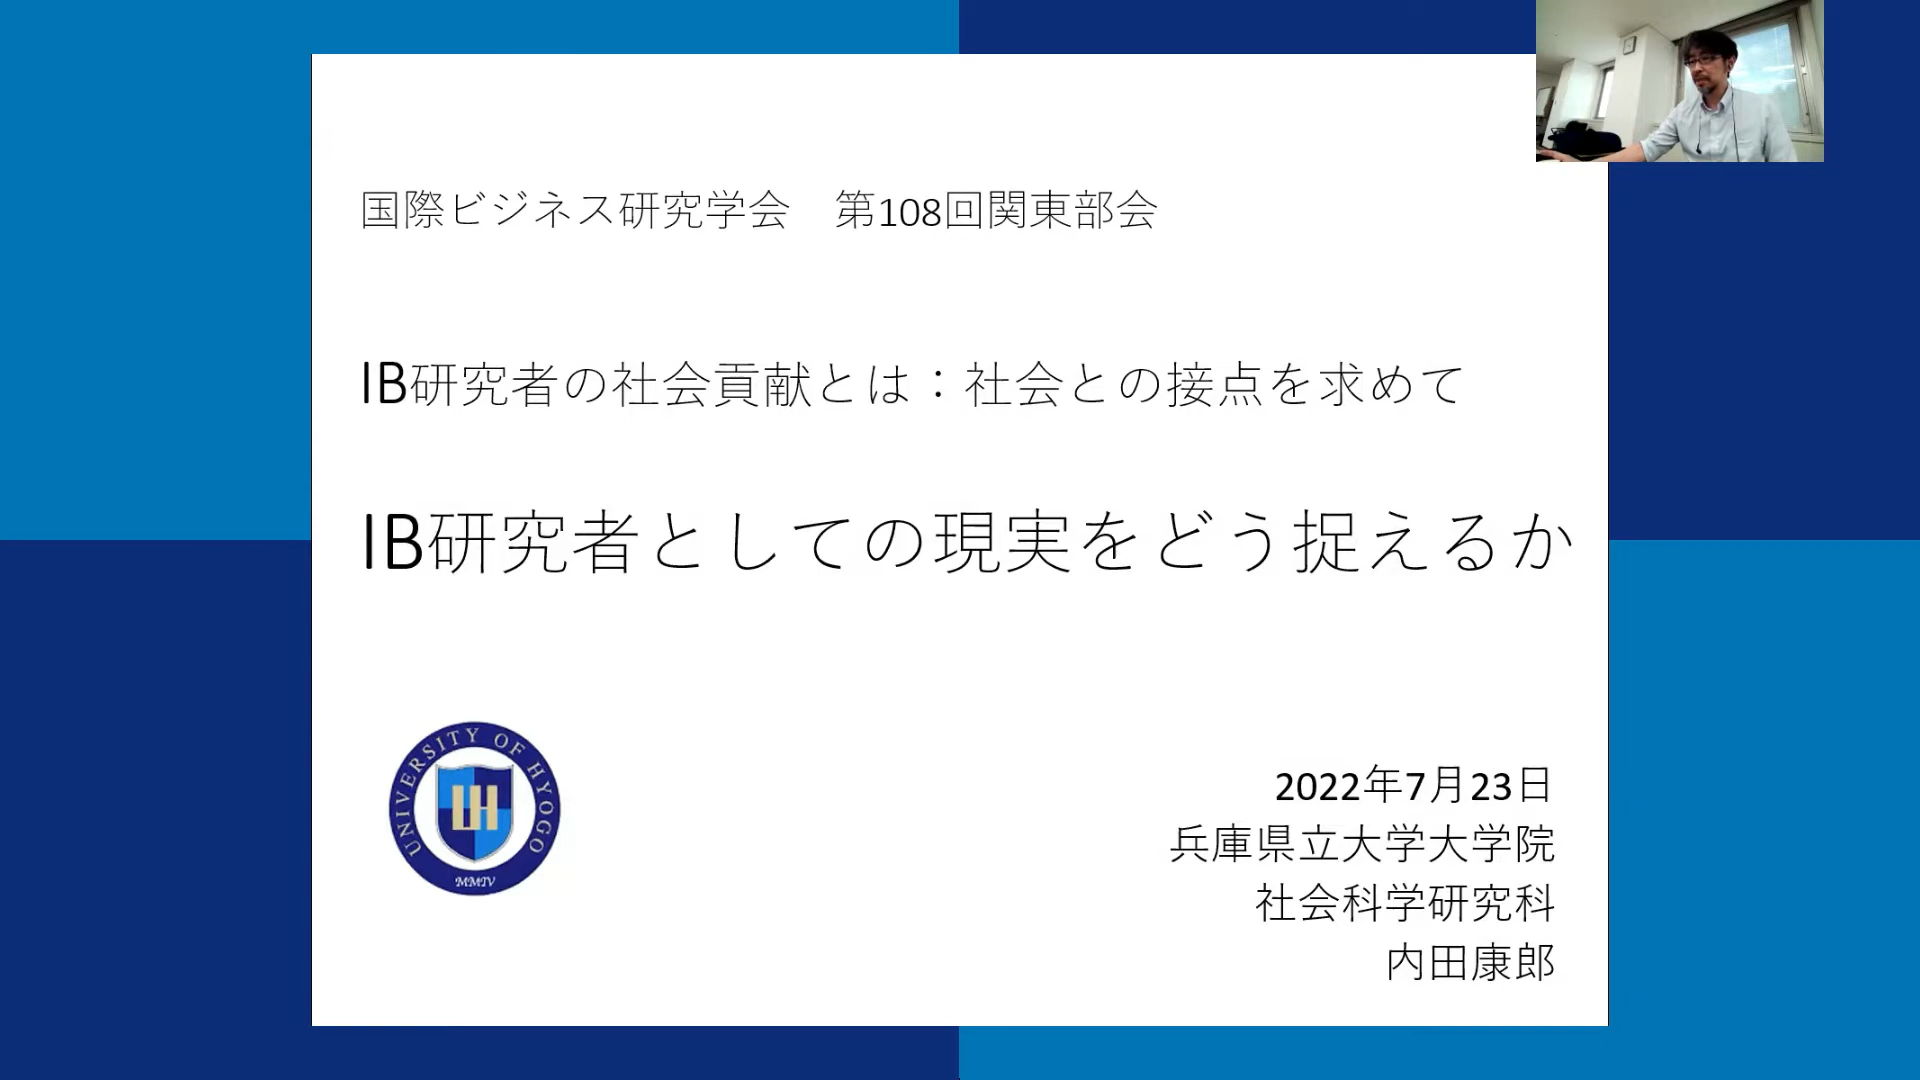 国際ビジネス研究学会　第108回関東部会
IB研究者の社会貢献とは：社会との接点を求めて
IB研究者としての現実をどう捉えるか
UNIVERSITY OF HYOGO
UH
MMIV
2022年7月23日
兵庫県立大学大学院
社会科学研究科
内田康郎